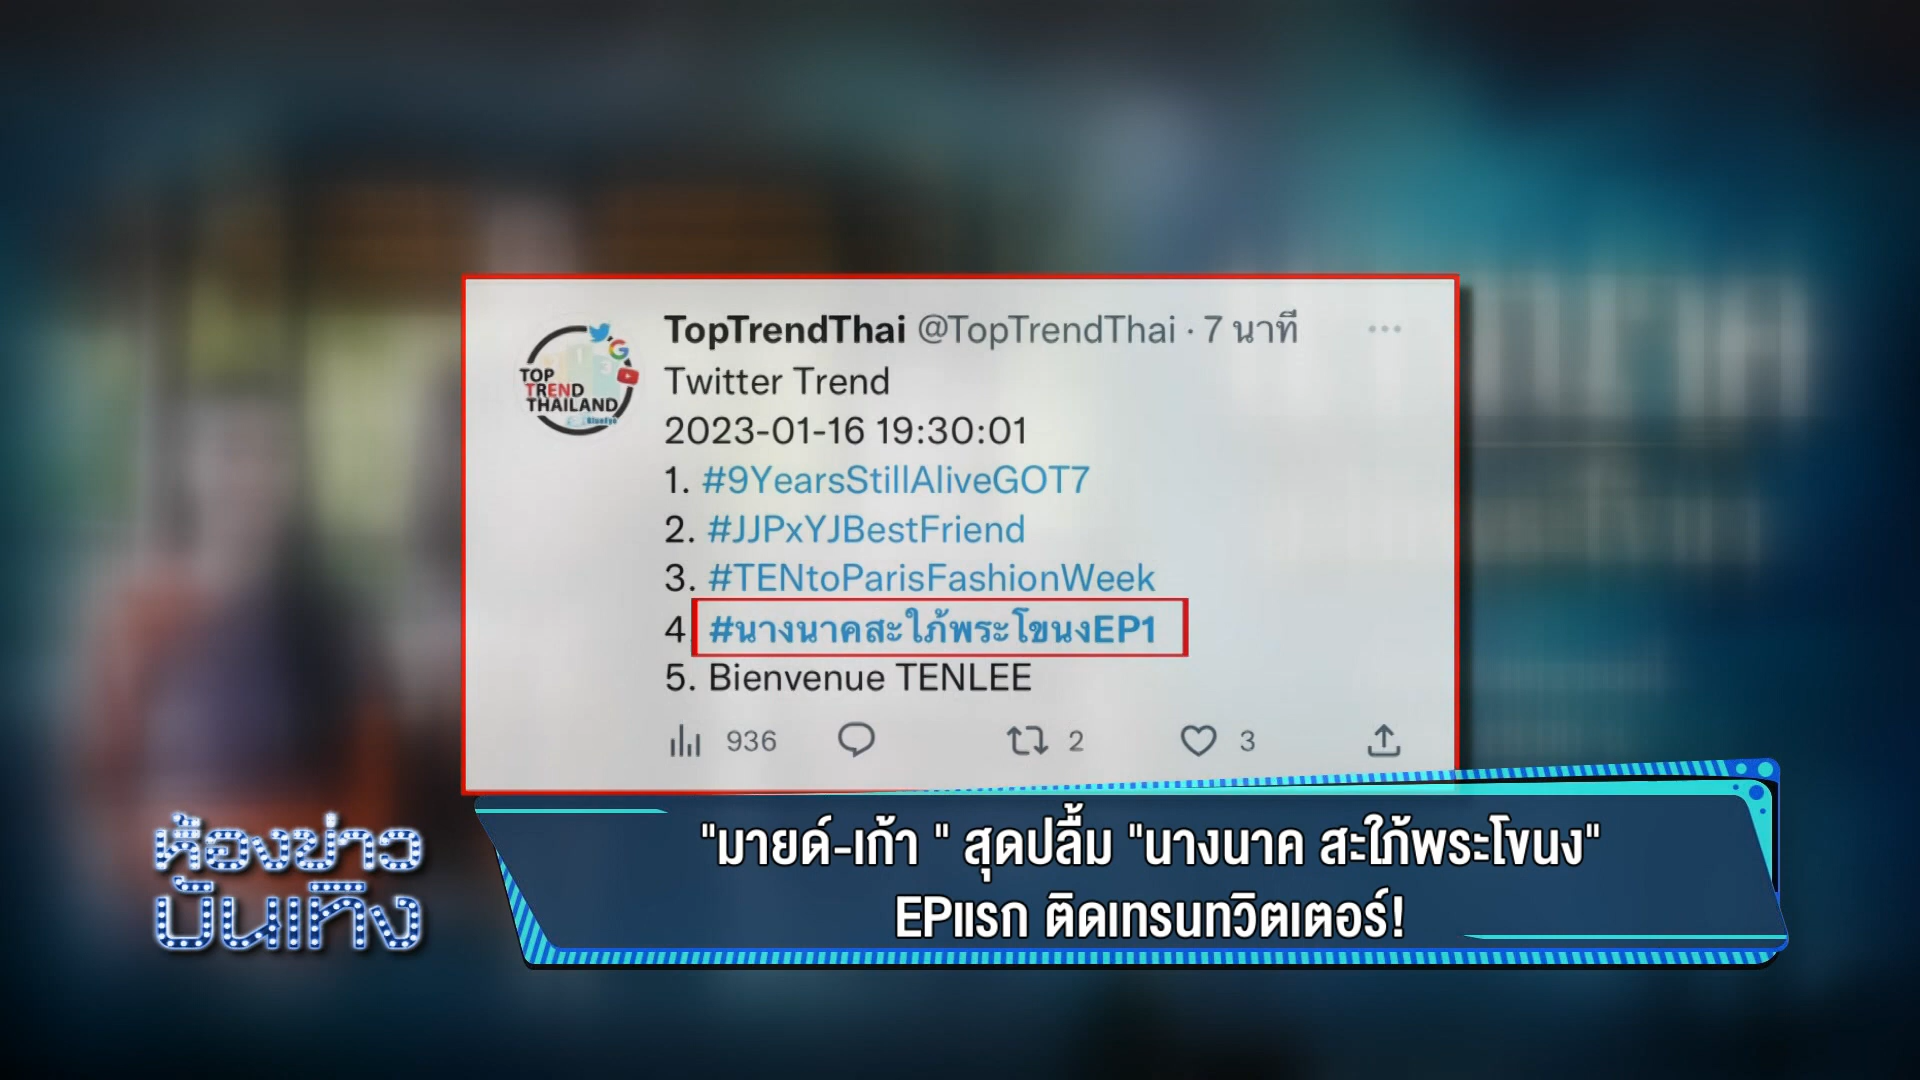 TOP
TREND
THAILAND
BlueEye
TopTrendThai @TopTrendThai · 7 นาที
Twitter Trend
2023-01-16 19:30:01
1. #9YearsStillAliveGOT7
2. #JJPxYJBestFriend
3. #TENtoParisFashionWeek
4. #นางนาคสะใภ้พระโขนงEP1
5. Bienvenue TENLEE
936 2 3
"มายด์-เก้า " สุดปลื้ม "นางนาค สะใภ้พระโขนง"
EPแรก ติดเทรนทวิตเตอร์!
ห้องข่าว
บันเทิง